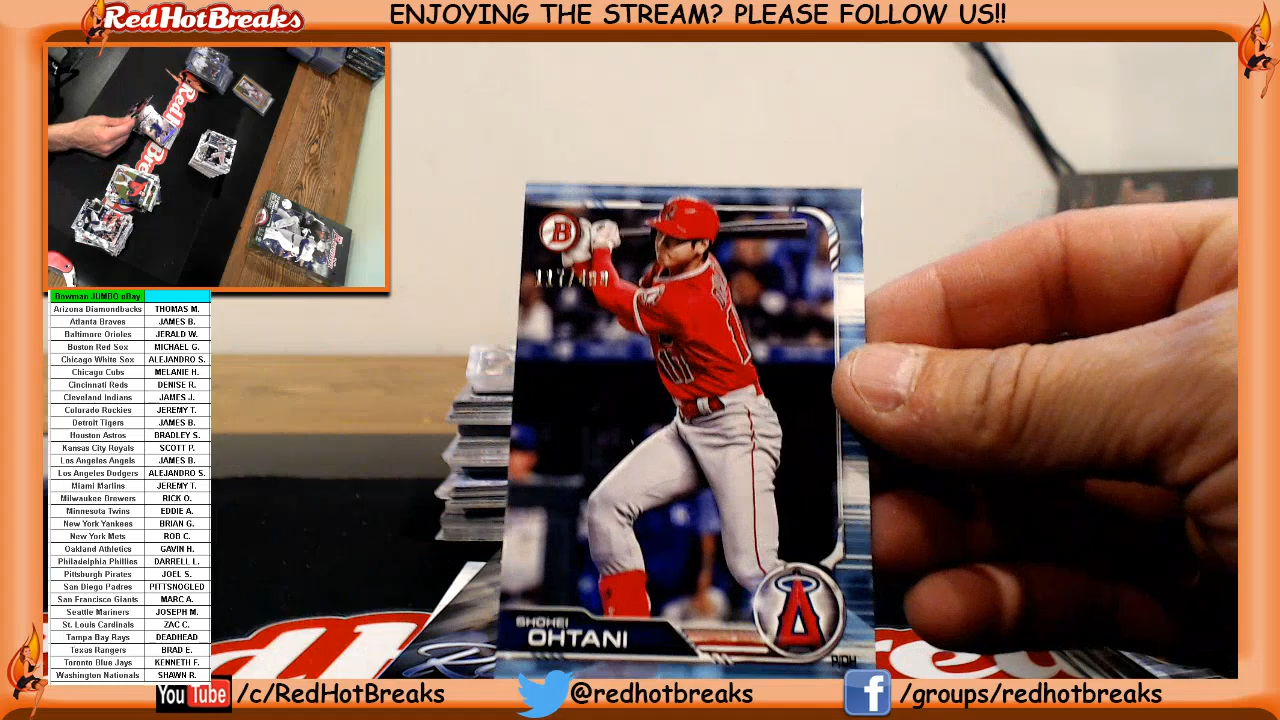 RedHotBreaks
ENJOYING THE STREAM? PLEASE FOLLOW US!!
Bowman JUMBO eBay
Arizona Diamondbacks THOMAS M.
Atlanta Braves JAMES B.
Baltimore Orioles JERALD W.
Boston Red Sox MICHAEL G.
Chicago White Sox ALEJANDRO S.
Chicago Cubs MELANIE H.
Cincinnati Reds DENISE R.
Cleveland Indians JAMES J.
Colorado Rockies JEREMY T.
Detroit Tigers JAMES B.
Houston Astros BRADLEY S.
Kansas City Royals SCOTT P.
Los Angeles Angels JAMES B.
Los Angeles Dodgers ALEJANDRO S.
Miami Marlins JEREMY T.
Milwaukee Brewers RICK O.
Minnesota Twins EDDIE A.
New York Yankees BRIAN G.
New York Mets ROB C.
Oakland Athletics GAVIN H.
Philadelphia Phillies DARRELL L.
Pittsburgh Pirates JOEL S.
San Diego Padres PITTSNOGLED
San Francisco Giants MARC A.
Seattle Mariners JOSEPH M.
St. Louis Cardinals ZAC C.
Tampa Bay Rays DEADHEAD
Texas Rangers BRAD E.
Toronto Blue Jays KENNETH F.
Washington Nationals SHAWN R.
B
SHOHEI
OHTANI
A
P/DH
YouTube /c/RedHotBreaks
@redhotbreaks
f /groups/redhotbreaks